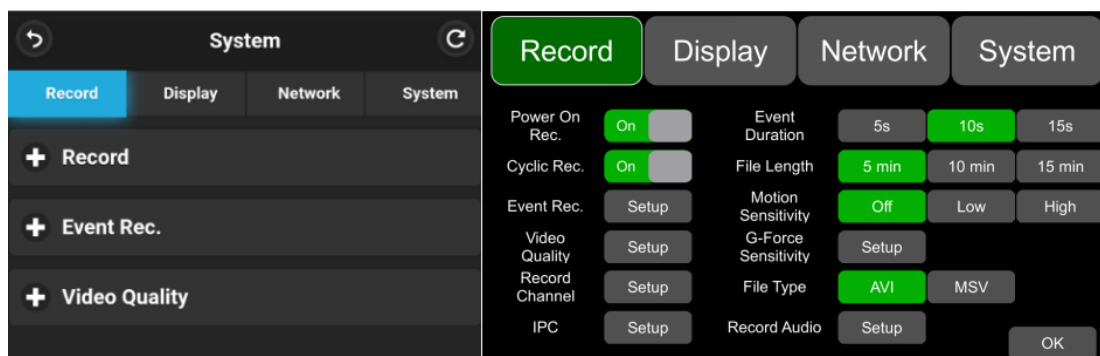 System
Record Display Network System
Record
Event Rec.
Video Quality
Record Display Network System
Power On
Rec.
On
Event
Duration
5s 10s 15s
Cyclic Rec. On File Length 5 min 10 min 15 min
Event Rec. Setup
Motion
Sensitivity
Off Low High
Video
Quality
Setup
G-Force
Sensitivity
Setup
Record
Channel
Setup
File Type AVI MSV
IPC Setup Record Audio Setup
OK